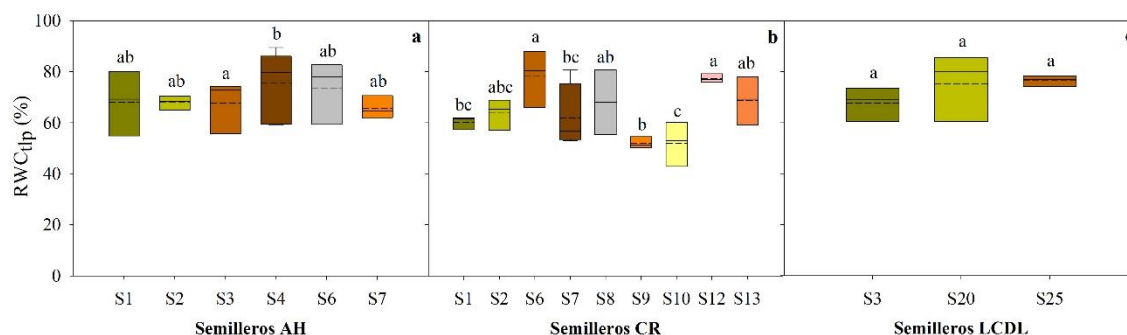 100
80
60
40
20
0
RWCtlp (%)
a
ab ab a b ab ab
S1 S2 S3 S4 S6 S7
Semilleros AH
b
bc abc a bc ab b c a ab
S1 S2 S6 S7 S8 S9 S10 S12 S13
Semilleros CR
a a a
S3 S20 S25
Semilleros LCDL